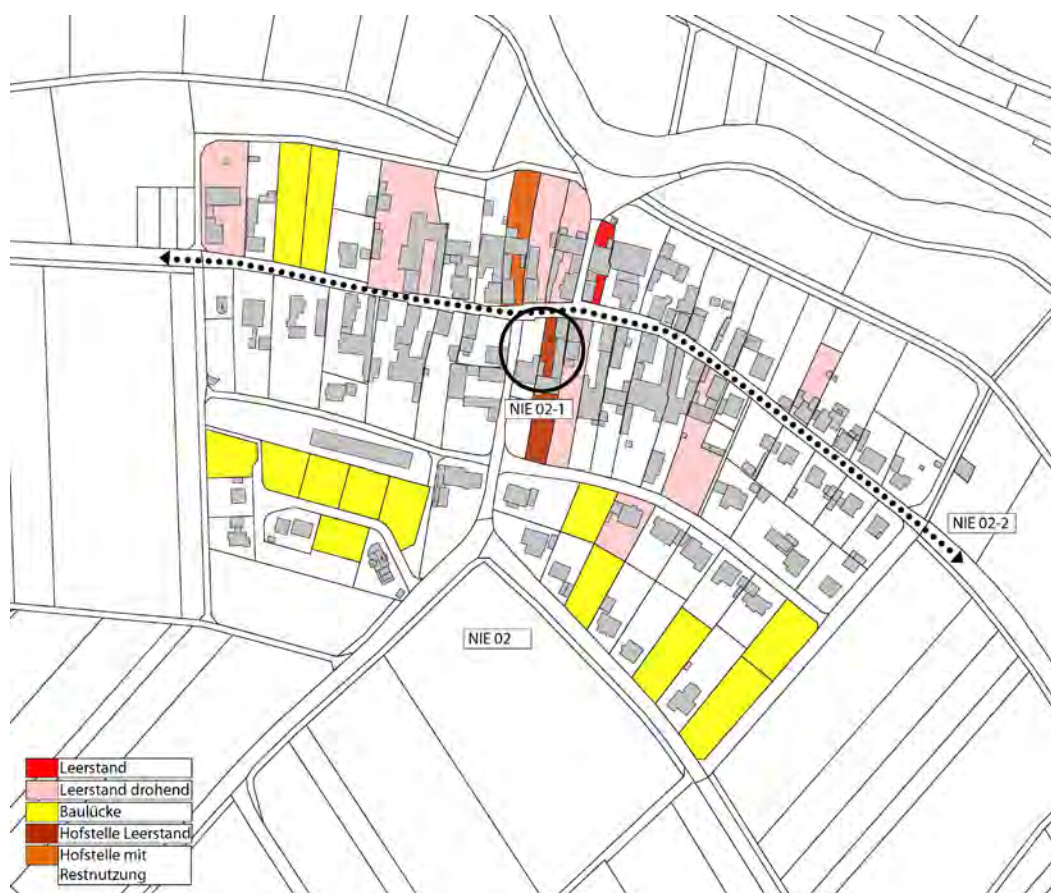 NIE 02-1
NIE 02-2
NIE 02
Leerstand
Leerstand drohend
Baulücke
Hofstelle Leerstand
Hofstelle mit
Restnutzung